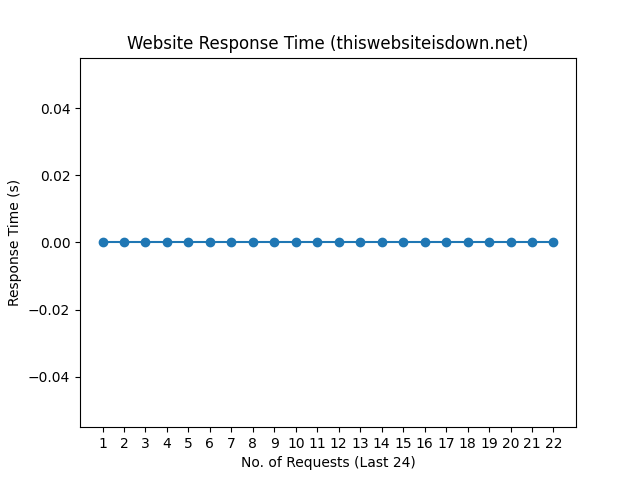 Website Response Time (thiswebsiteisdown.net)
0.04
0.02
0.00
−0.02
−0.04
Response Time (s)
1 2 3 4 5 6 7 8 9 10 11 12 13 14 15 16 17 18 19 20 21 22
No. of Requests (Last 24)